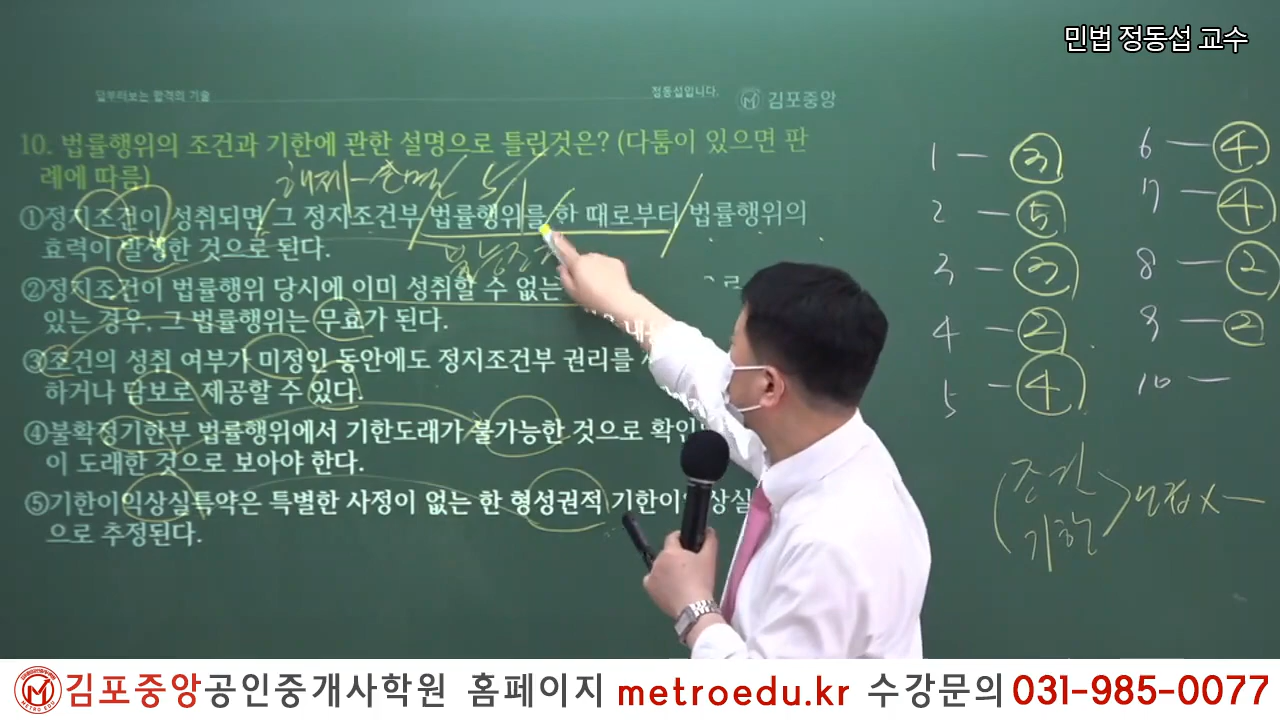 민법 정동섭 교수
정동섭입니다.
김포중앙
10. 법률행위의 조건과 기한에 관한 설명으로 틀린것은? (다툼이 있으면 판
례에 따름)
①정지조건이 성취되면 그 정지조건부 법률행위를 한 때로부터 법률행위의
효력이 발생한 것으로 된다.
②정지조건이 법률행위 당시에 이미 성취할 수 없는
있는 경우, 그 법률행위는 무효가 된다.
③조건의 성취 여부가 미정인 동안에도 정지조건부 권리를
하거나 담보로 제공할 수 있다.
④불확정기한부 법률행위에서 기한도래가 불가능한 것으로 확인
이 도래한 것으로 보아야 한다.
⑤기한이익상실특약은 특별한 사정이 없는 한 형성권적 기한이익상실
으로 추정된다.
1 - ③
2 - ⑤
3 - ③
4 - ②
5 - ④
6 - ④
7 - ④
8 - ②
9 - ②
10 -
조건
기한
김포중앙공인중개사학원 홈페이지 metroedu.kr 수강문의 031-985-0077